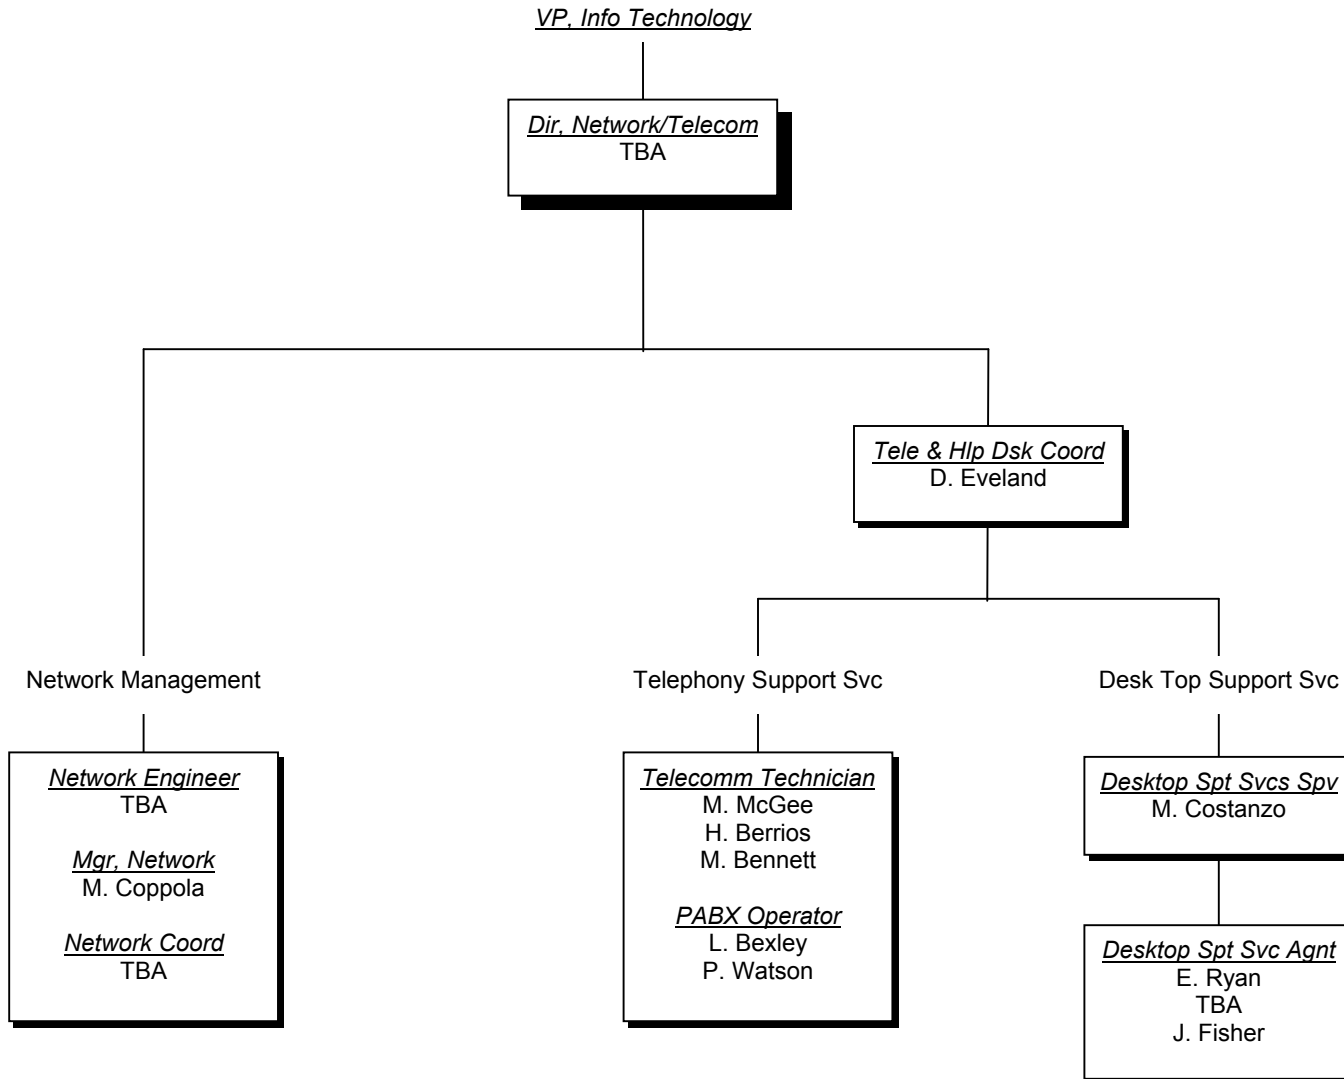 VP, Info Technology
Dir, Network/Telecom
TBA
Tele & Hlp Dsk Coord
D. Eveland
Network Management
Telephony Support Svc
Desk Top Support Svc
Network Engineer
TBA
Mgr, Network
M. Coppola
Network Coord
TBA
Telecomm Technician
M. McGee
H. Berrios
M. Bennett
PABX Operator
L. Bexley
P. Watson
Desktop Spt Svcs Spv
M. Costanzo
Desktop Spt Svc Agnt
E. Ryan
TBA
J. Fisher